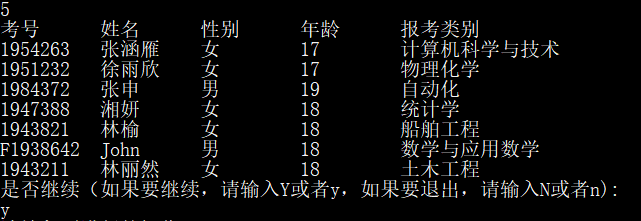 5
考号 姓名 性别 年龄 报考类别
1954263 张涵雁 女 17 计算机科学与技术
1951232 徐雨欣 女 17 物理化学
1984372 张申 男 19 自动化
1947388 湘妍 女 18 统计学
1943821 林榆 女 18 船舶工程
F1938642 John 男 18 数学与应用数学
1943211 林丽然 女 18 土木工程
是否继续（如果要继续，请输入Y或者y，如果要退出，请输入N或者n）：
y